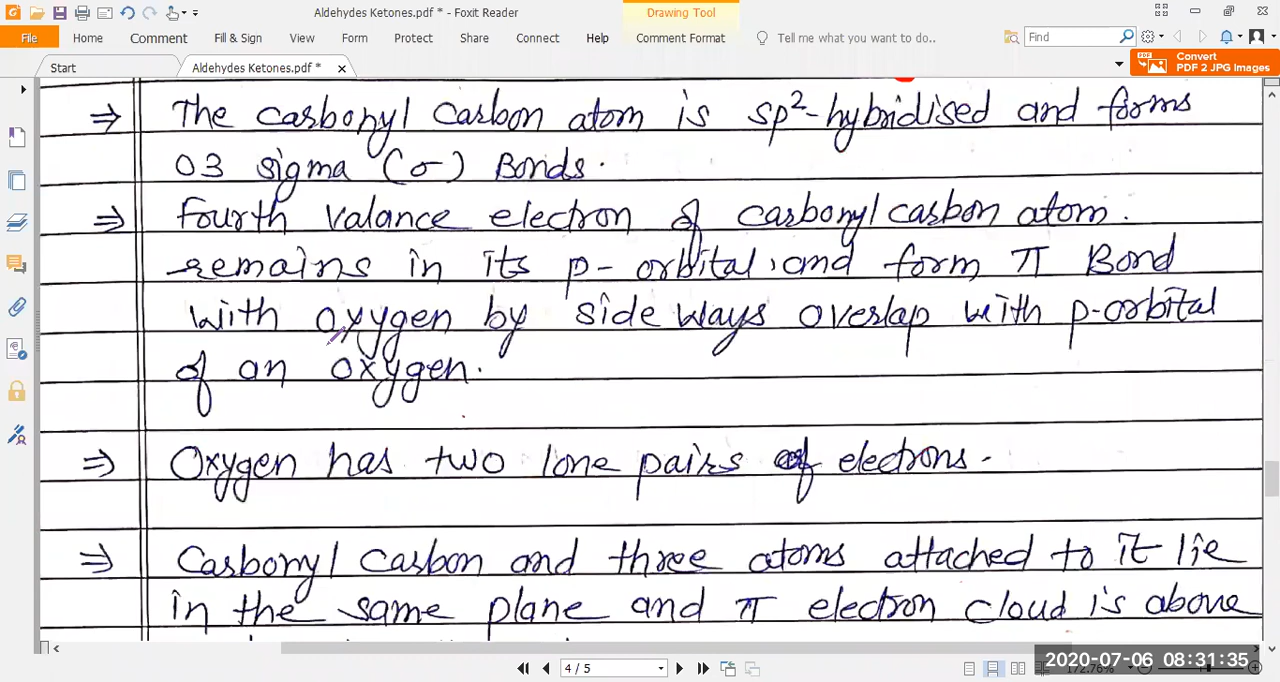 Aldehydes Ketones.pdf * - Foxit Reader
Drawing Tool
File Home Comment Fill & Sign View Form Protect Share Connect Help Comment Format Tell me what you want to do.. Find
Start Aldehydes Ketones.pdf *
Convert
PDF 2 JPG Images
⇒ The carbonyl carbon atom is sp²-hybridised and forms
03 sigma (σ) Bonds.
⇒ Fourth valance electron of carbonyl carbon atom.
remains in its p-orbital, and form π Bond
with oxygen by side ways overlap with p-orbital
of an oxygen.
⇒ Oxygen has two lone pairs of electrons.
⇒ Carbonyl carbon and three atoms attached to it lie
in the same plane and π electron cloud is above
4 / 5
172.76%
2020-07-06 08:31:35